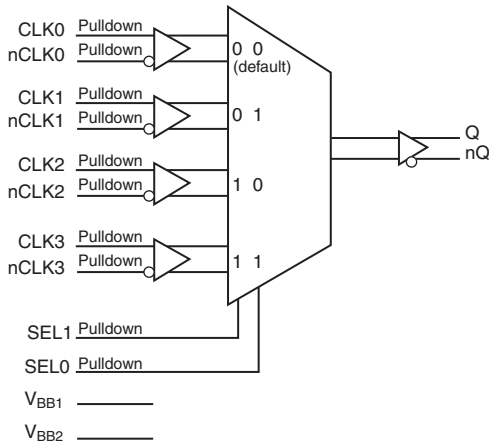 CLK0 Pulldown
nCLK0 Pulldown
0 0
(default)
CLK1 Pulldown
nCLK1 Pulldown
0 1
CLK2 Pulldown
nCLK2 Pulldown
1 0
CLK3 Pulldown
nCLK3 Pulldown
1 1
Q
nQ
SEL1 Pulldown
SEL0 Pulldown
VBB1
VBB2